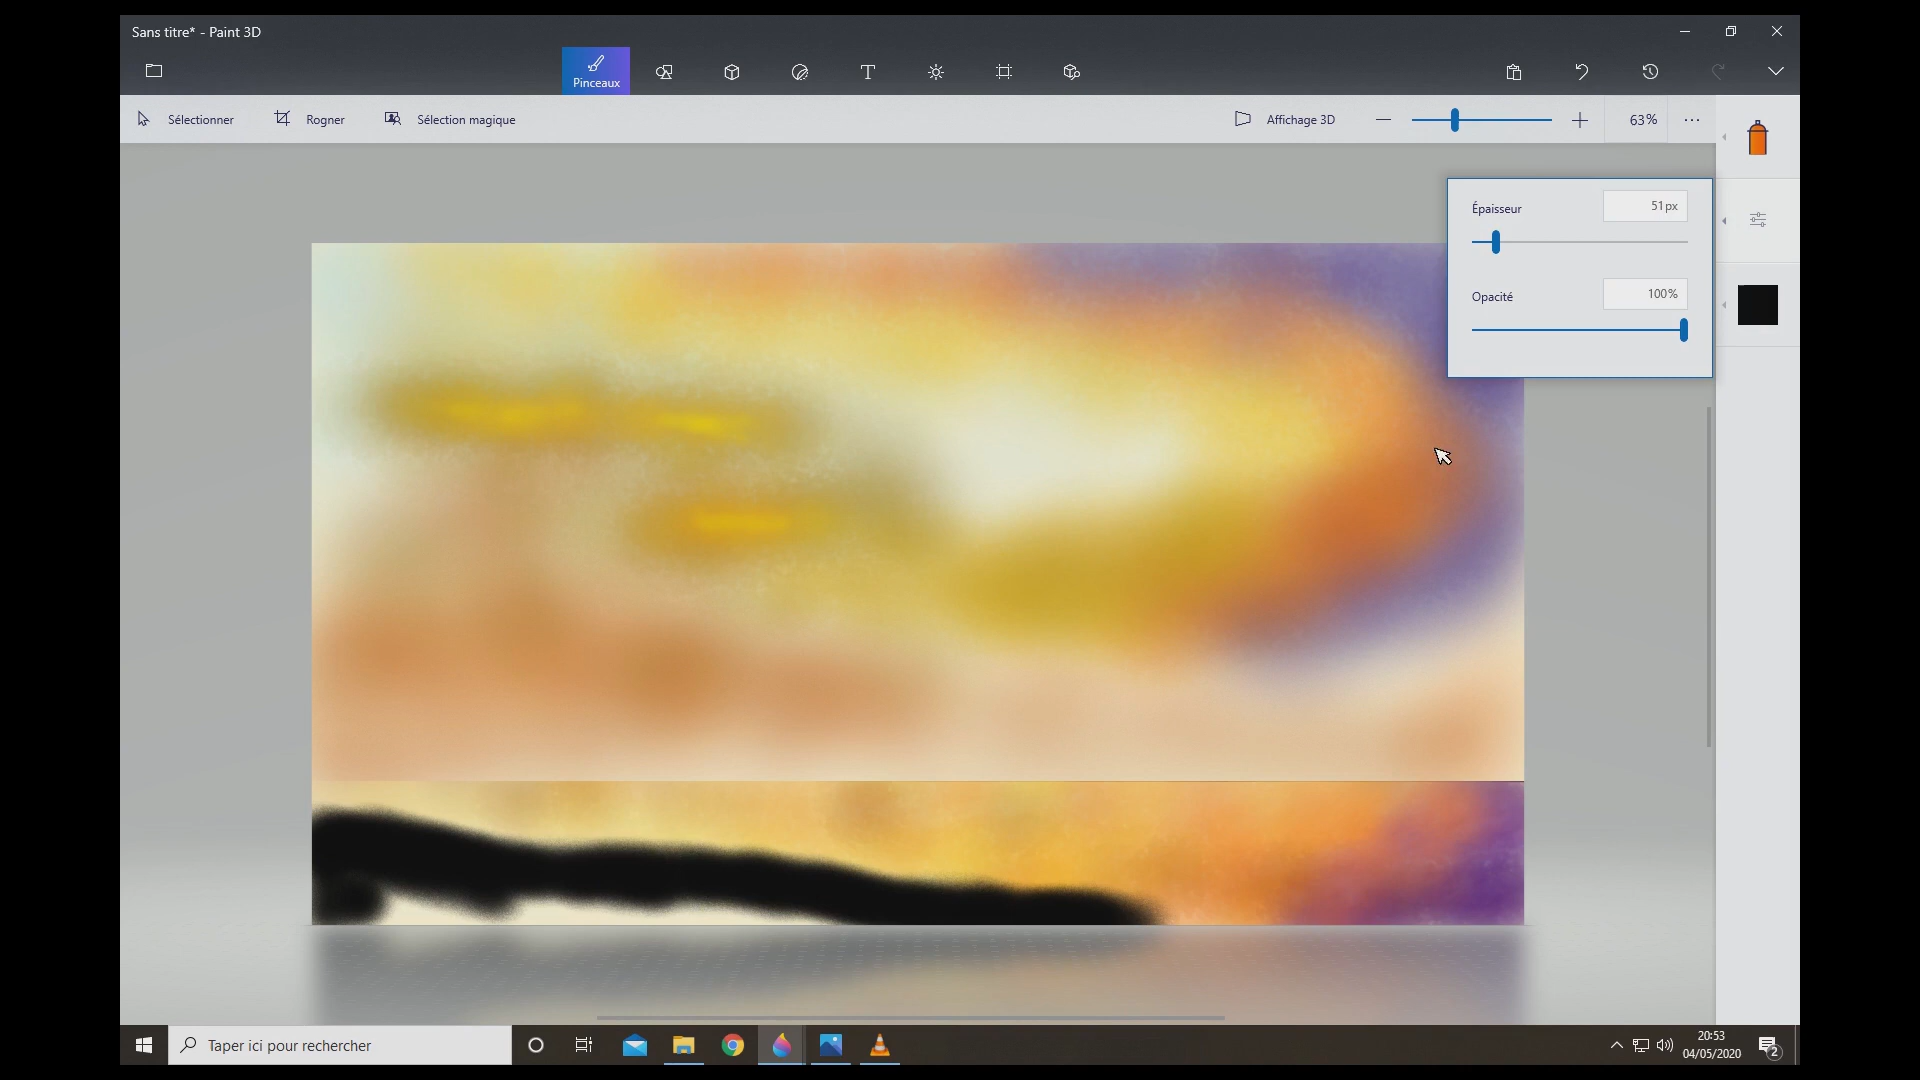 Sans titre* - Paint 3D
Pinceaux
Sélectionner
Rogner
Sélection magique
Affichage 3D
63%
Épaisseur
51px
Opacité
100%
Taper ici pour rechercher
20:53
04/05/2020
2